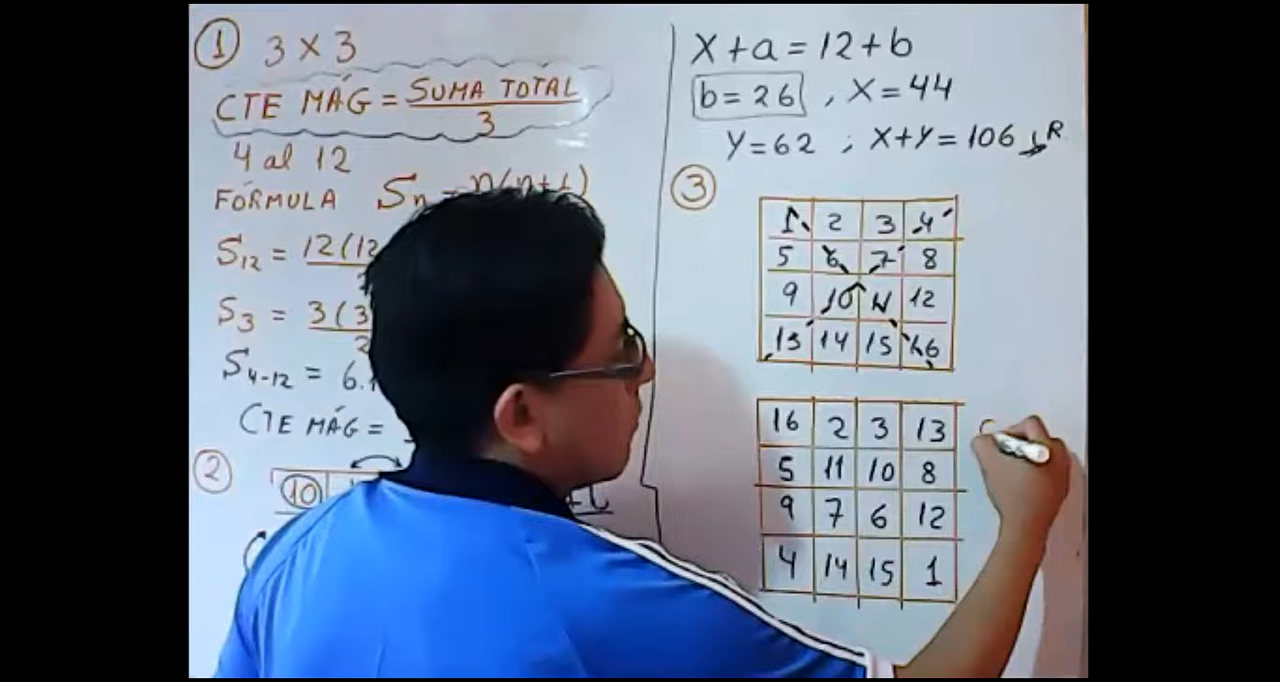 ① 3 x 3
CTE MÁG = SUMA TOTAL
3
4 al 12
FÓRMULA Sn = n(n+1)
S12 = 12(12
S3 = 3(3
2
S4-12 = 6.
CTE MÁG =
②
10
X + a = 12 + b
b = 26 , X = 44
Y = 62 ; X + Y = 106 R
③
1 2 3 4
5 6 7 8
9 10 11 12
13 14 15 16
16 2 3 13
5 11 10 8
9 7 6 12
4 14 15 1